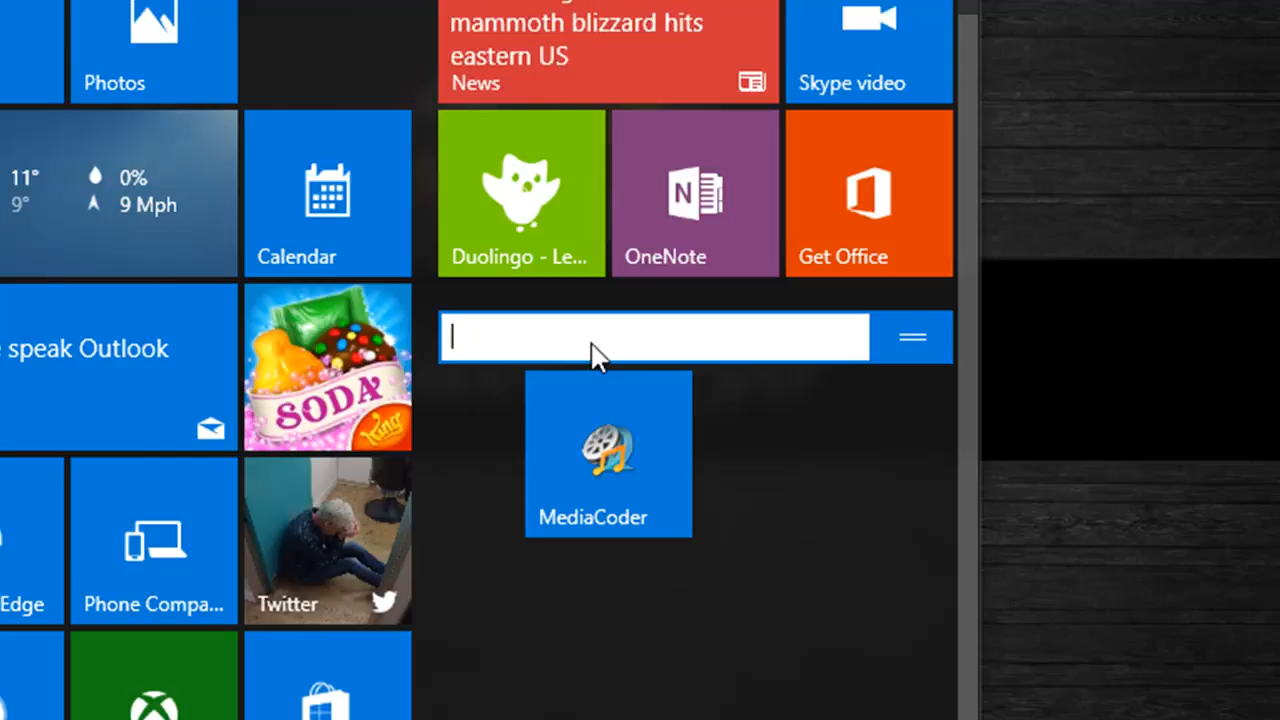 mammoth blizzard hits
eastern US
News
Photos
Skype video
11°
0%
9°
9 Mph
Calendar
Duolingo - Le...
N
OneNote
Get Office
speak Outlook
SODA
King
MediaCoder
Edge
Phone Compa...
Twitter